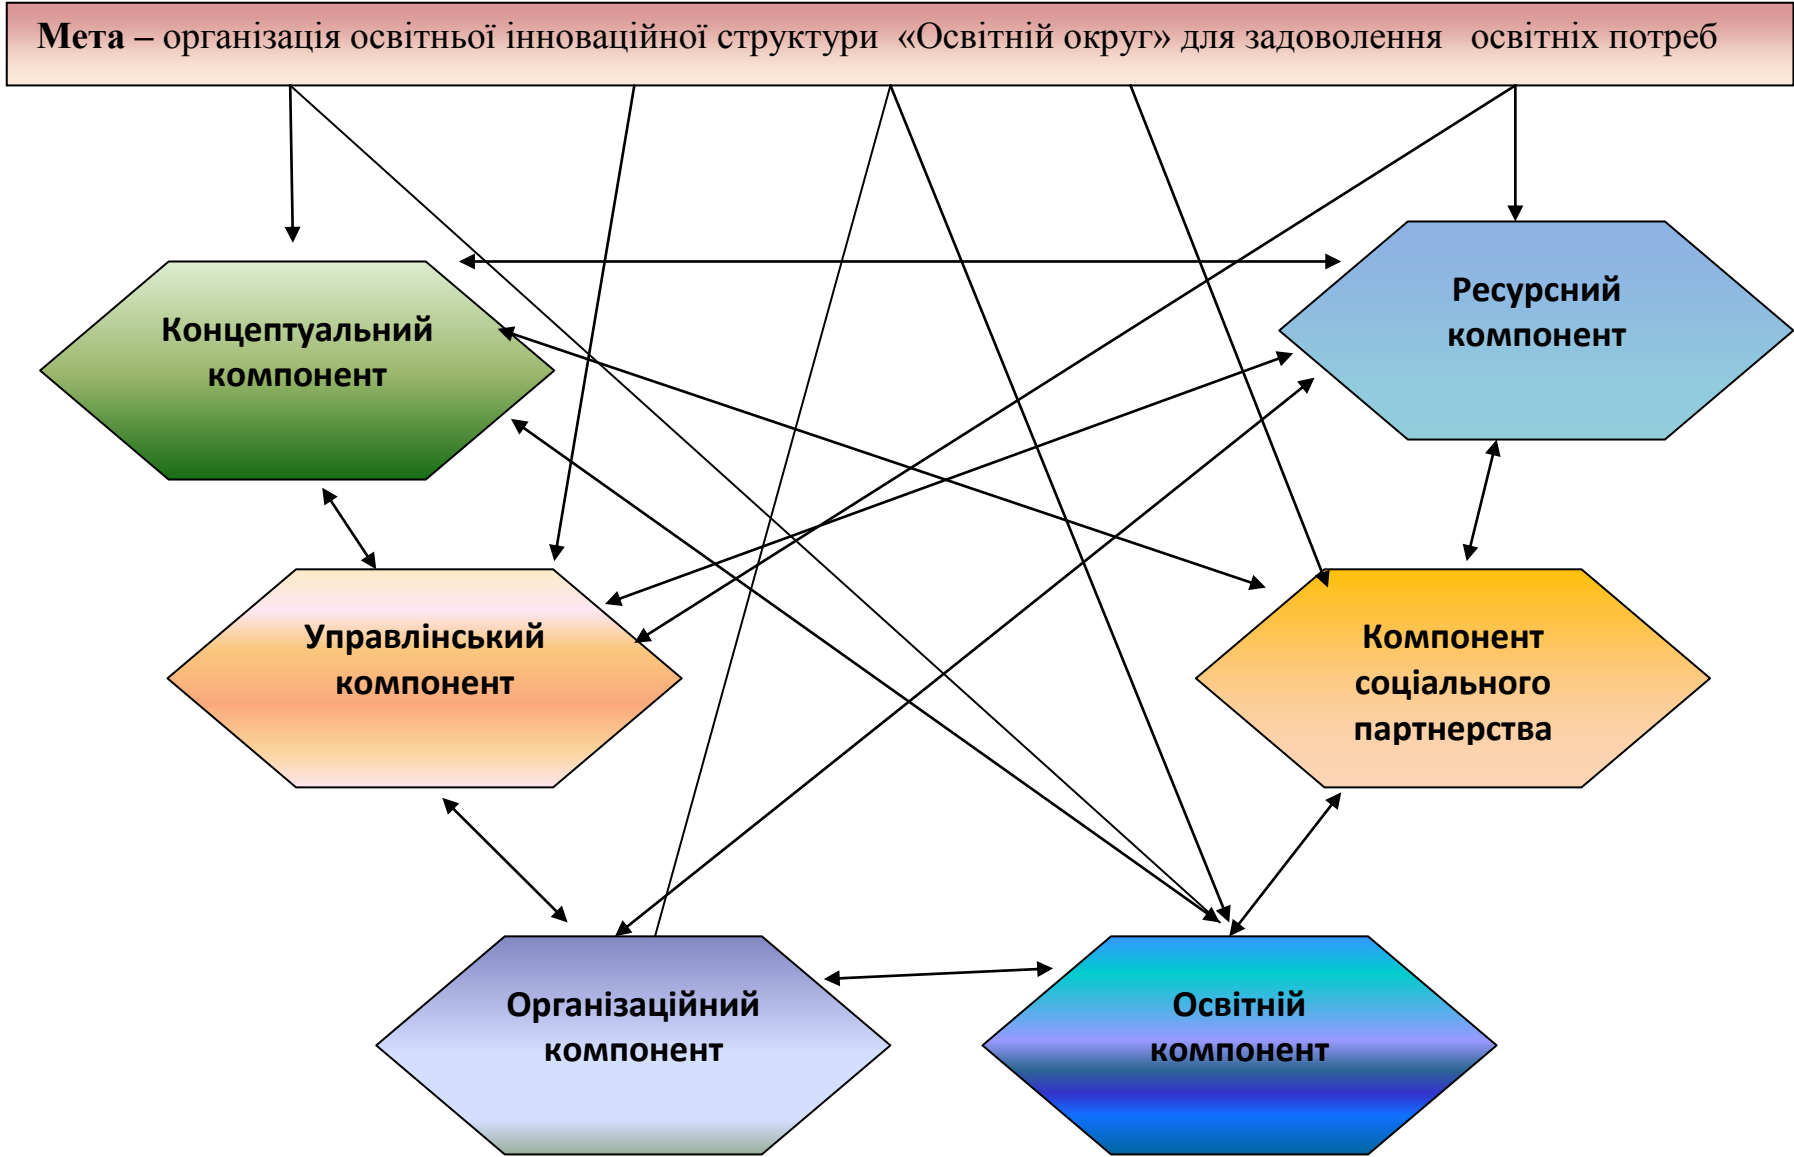 Мета – організація освітньої інноваційної структури «Освітній округ» для задоволення освітніх потреб
Концептуальний
компонент
Ресурсний
компонент
Управлінський
компонент
Компонент
соціального
партнерства
Організаційний
компонент
Освітній
компонент